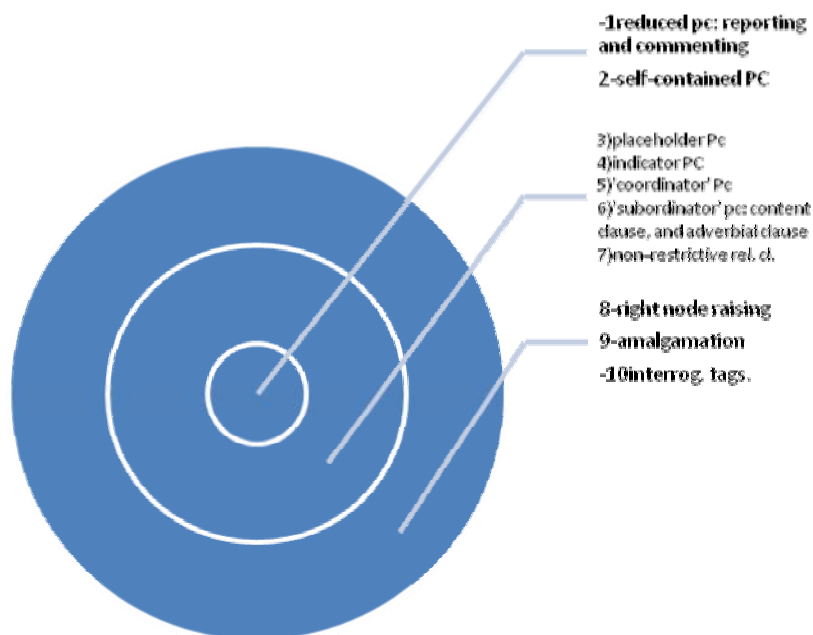 -1reduced pc: reporting
and commenting
2-self-contained PC
3)placeholder Pc
4)indicator PC
5)'coordinator' Pc
6)'subordinator' pc: content
clause, and adverbial clause
7)non-restrictive rel. cl.
8-right node raising
9-amalgamation
-10interrog. tags.